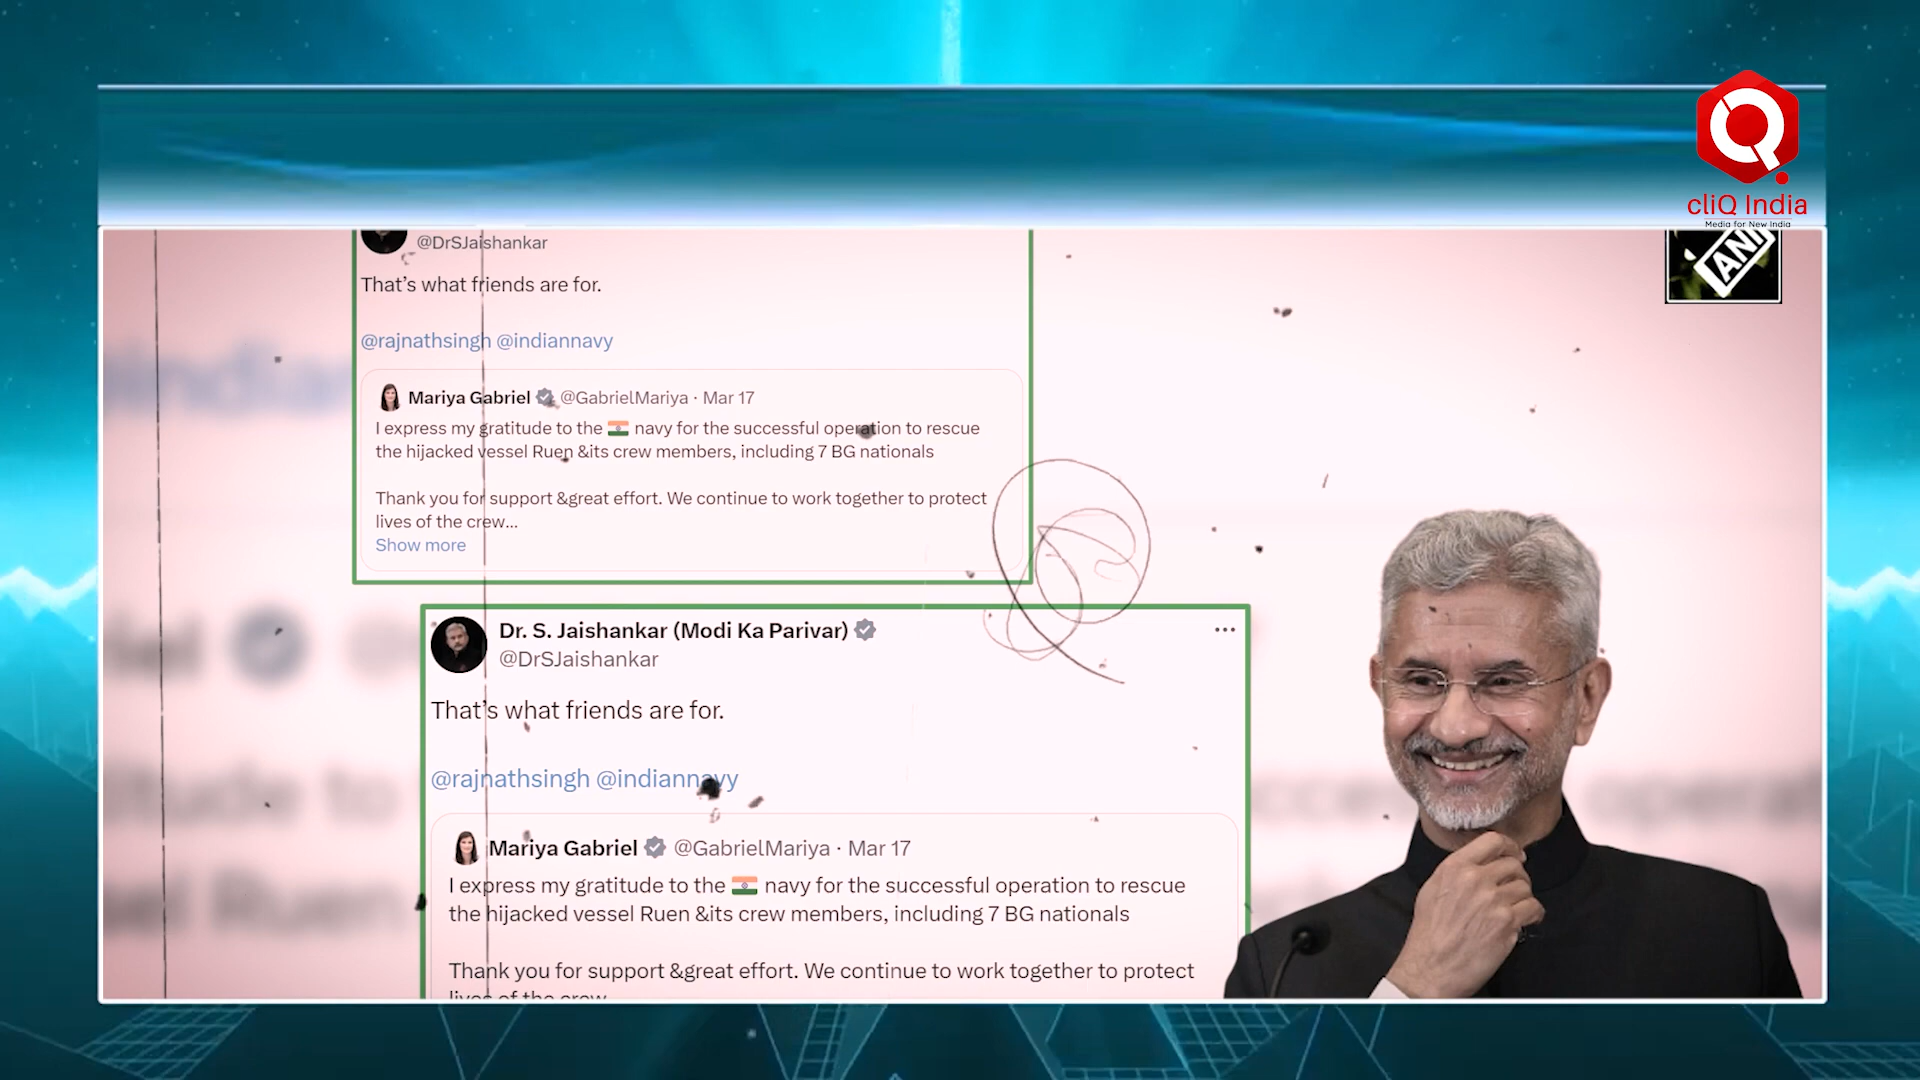 cliQ India
Media for New India
ANI
@DrSJaishankar
That's what friends are for.
@rajnathsingh @indiannavy
Mariya Gabriel @GabrielMariya · Mar 17
I express my gratitude to the 🇮🇳 navy for the successful operation to rescue
the hijacked vessel Ruen &its crew members, including 7 BG nationals
Thank you for support &great effort. We continue to work together to protect
lives of the crew...
Show more
Dr. S. Jaishankar (Modi Ka Parivar)
@DrSJaishankar
That's what friends are for.
@rajnathsingh @indiannavy
Mariya Gabriel @GabrielMariya · Mar 17
I express my gratitude to the 🇮🇳 navy for the successful operation to rescue
the hijacked vessel Ruen &its crew members, including 7 BG nationals
Thank you for support &great effort. We continue to work together to protect
lives of the crew